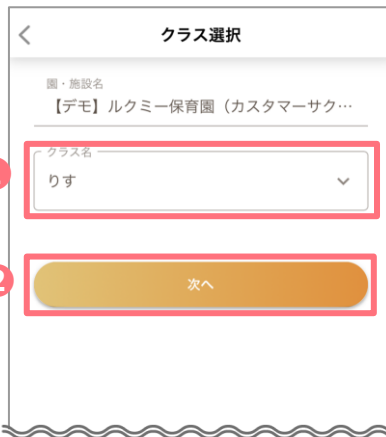 クラス選択
園・施設名
【デモ】ルクミー保育園（カスタマーサク…
クラス名
りす
2
次へ